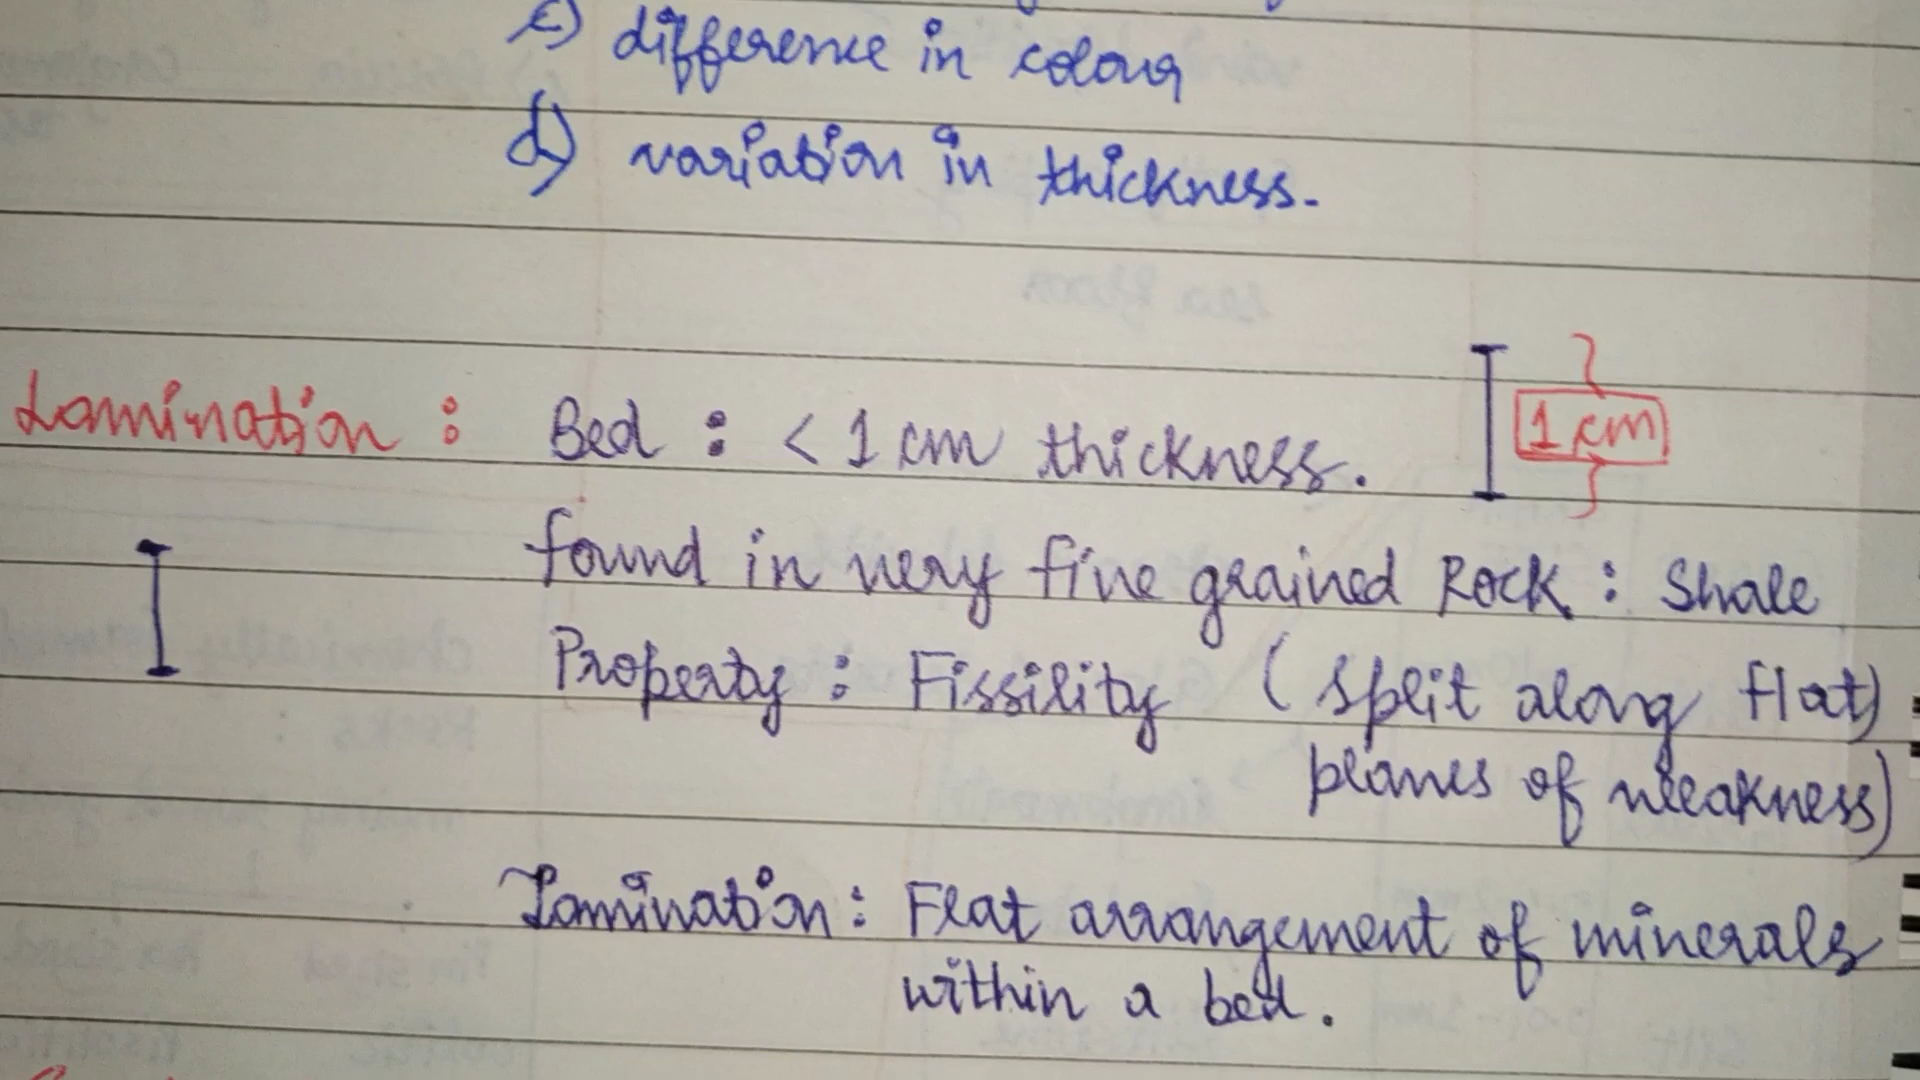 c) difference in colour
d) variation in thickness.
Lamination : Bed : < 1 cm thickness. 1 cm
found in very fine grained Rock : Shale
Property : Fissility (split along flat)
planes of weakness)
Lamination : Flat arrangement of minerals
within a bed.